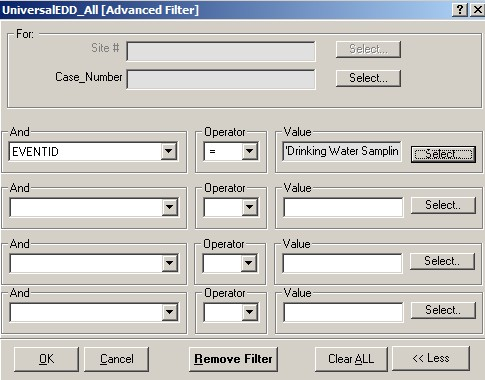 UniversalEDD_All [Advanced Filter]
For:
Site # Select...
Case_Number Select...
And Operator Value
EVENTID = 'Drinking Water Samplin Select..
And Operator Value
Select..
And Operator Value
Select..
And Operator Value
Select..
OK Cancel Remove Filter Clear ALL << Less